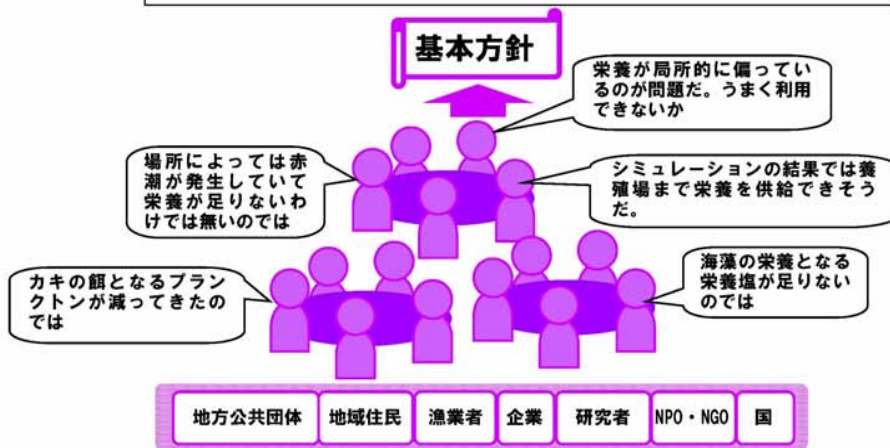 基本方針
栄養が局所的に偏ってい
るのが問題だ。うまく利用
できないか
場所によっては赤
潮が発生していて
栄養が足りないわ
けでは無いのでは
シミュレーションの結果では養
殖場まで栄養を供給できそう
だ。
カキの餌となるプラン
クトンが減ってきたの
では
海藻の栄養となる
栄養塩が足りない
のでは
地方公共団体
地域住民
漁業者
企業
研究者
NPO・NGO
国